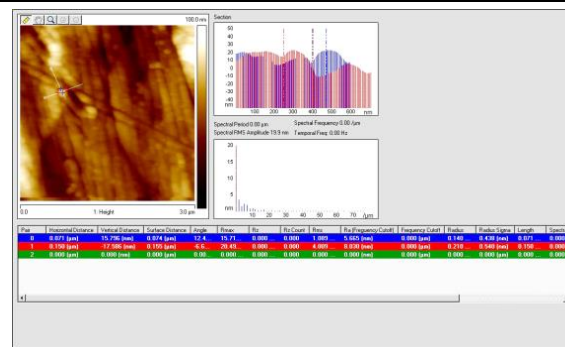 108.0 nm
0.0 1: Height 3.0 µm
Section
50
40
30
20
10
0
-10
-20
-30
-40
nm
100 200 300 400 500 600 nm
Spectral Period 0.00 µm Spectral Frequency 0.00 /µm
Spectral RMS Amplitude 19.9 nm Temporal Freq: 0.00 Hz
20
15
10
5
nm
10 20 30 40 50 60 70 /µm
Pair Horizontal Distance Vertical Distance Surface Distance Angle Rmax Rz Rz Count Rms Ra (Frequency Cutoff) Frequency Cutoff Radius Radius Sigma Length
0 0.071 (µm) 15.796 (nm) 0.074 (µm) 12.4... 15.71... 0.000 ... 0.000 1.089 ... 5.665 (nm) 0.000 (µm) 0.140 ... 0.430 (nm) 0.071 ...
1 0.150 (µm) -17.586 (nm) 0.155 (µm) -6.6... 20.48... 0.000 ... 0.000 4.089 ... 8.030 (nm) 0.000 (µm) 0.210 ... 0.540 (nm) 0.150 ...
2 0.000 (µm) 0.000 (nm) 0.000 (µm) 0.00... 0.000 ... 0.000 ... 0.000 0.000 ... 0.000 (nm) 0.000 (µm) 0.000 ... 0.000 (nm) 0.000 ...